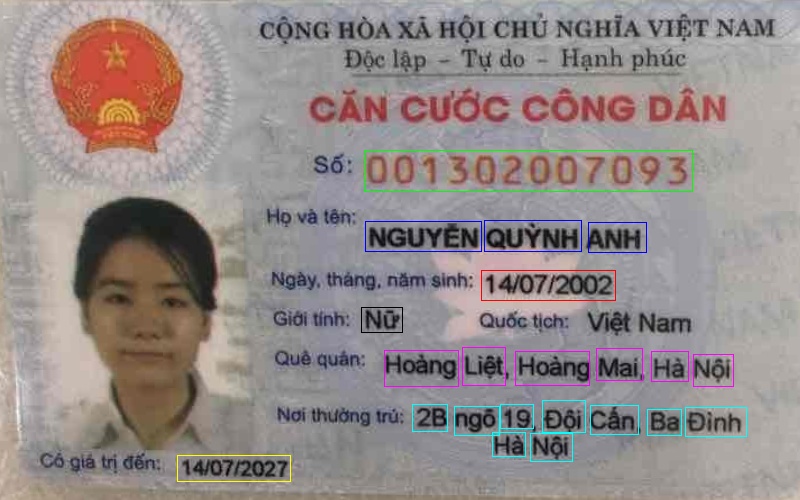 CỘNG HÒA XÃ HỘI CHỦ NGHĨA VIỆT NAM
Độc lập – Tự do – Hạnh phúc
CĂN CƯỚC CÔNG DÂN
Số: 001302007093
Họ và tên: NGUYỄN QUỲNH ANH
Ngày, tháng, năm sinh: 14/07/2002
Giới tính: Nữ Quốc tịch: Việt Nam
Quê quán: Hoàng Liệt, Hoàng Mai, Hà Nội
Nơi thường trú: 2B ngõ 19, Đội Cấn, Ba Đình
Hà Nội
Có giá trị đến: 14/07/2027